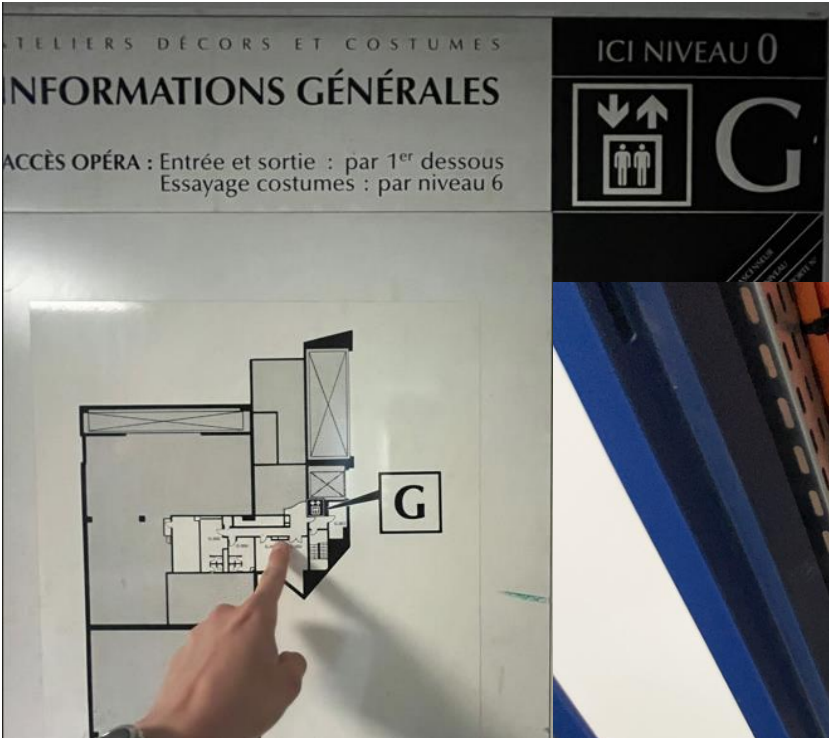 TELIERS DÉCORS ET COSTUMES
INFORMATIONS GÉNÉRALES
ACCÈS OPÉRA : Entrée et sortie : par 1er dessous
Essayage costumes : par niveau 6
ICI NIVEAU 0
G
G